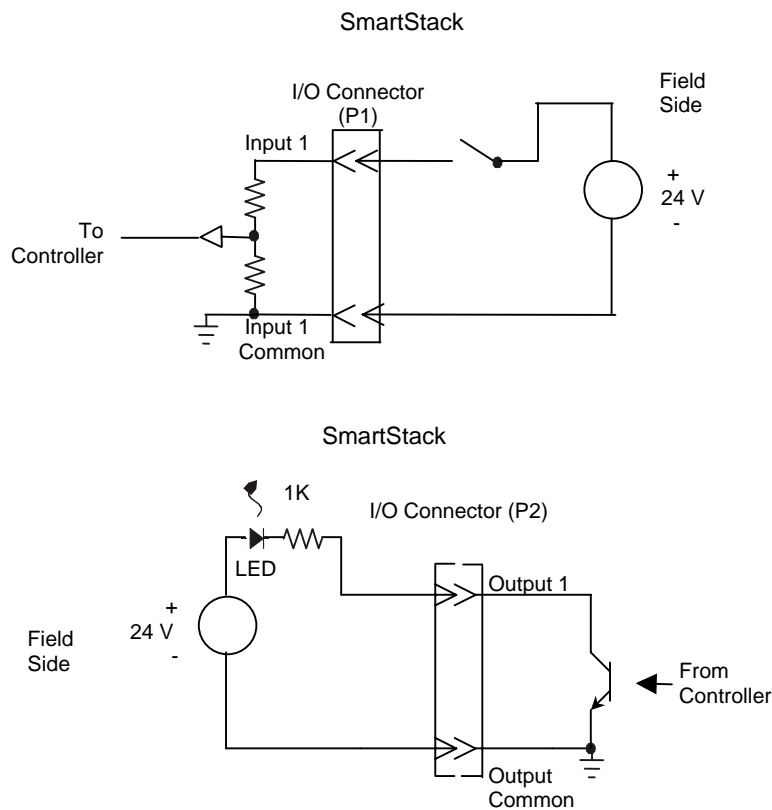 SmartStack
I/O Connector
(P1)
Field
Side
Input 1
+
24 V
-
To
Controller
Input 1
Common
SmartStack
1K
I/O Connector (P2)
LED
Output 1
+
24 V
-
Field
Side
From
Controller
Output
Common